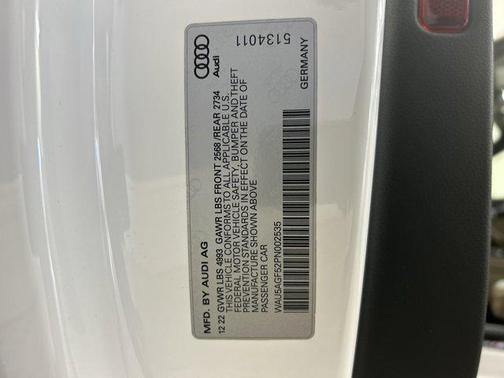 MFD. BY AUDI AG
Audi
12 22 GVWR LBS 4993 GAWR LBS FRONT 2568 /REAR 2734
THIS VEHICLE CONFORMS TO ALL APPLICABLE U.S.
FEDERAL MOTOR VEHICLE SAFETY, BUMPER AND THEFT
PREVENTION STANDARDS IN EFFECT ON THE DATE OF
MANUFACTURE SHOWN ABOVE
PASSENGER CAR
WAU5AGF52PN002535
GERMANY
5134011